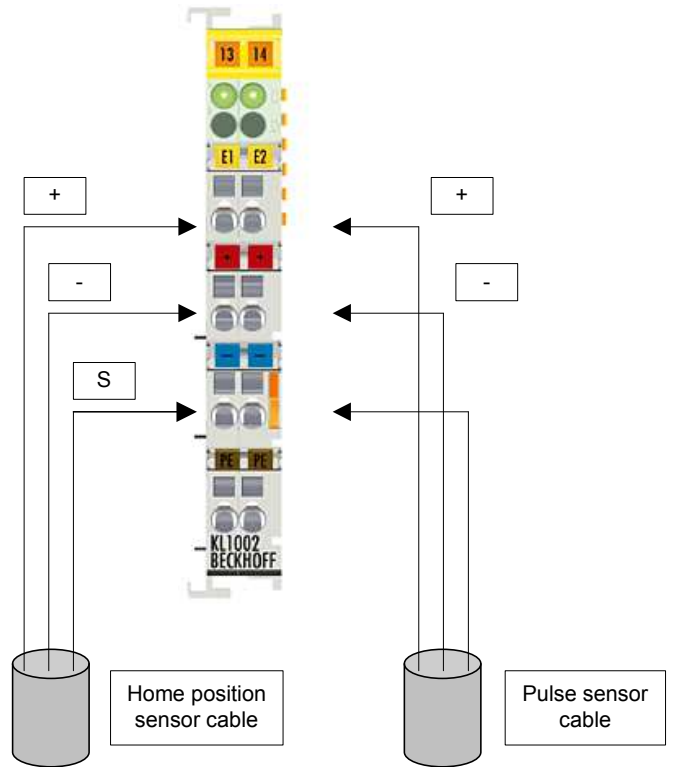 13 14
E1 E2
+
+
+ +
-
-
S
— —
PE PE
KL1002
BECKHOFF
Home position
sensor cable
Pulse sensor
cable